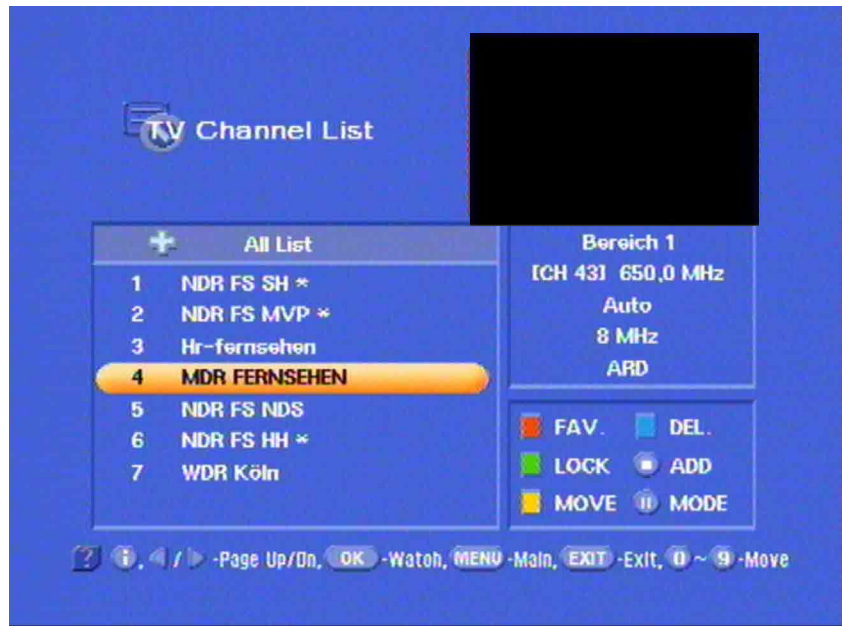 TV Channel List
All List
1 NDR FS SH *
2 NDR FS MVP *
3 Hr-fernsehen
4 MDR FERNSEHEN
5 NDR FS NDS
6 NDR FS HH *
7 WDR Köln
Bereich 1
[CH 43] 650,0 MHz
Auto
8 MHz
ARD
FAV. DEL.
LOCK ADD
MOVE MODE
? i, / -Page Up/Dn, OK -Watch, MENU -Main, EXIT -Exit, 0 ~ 9 -Move